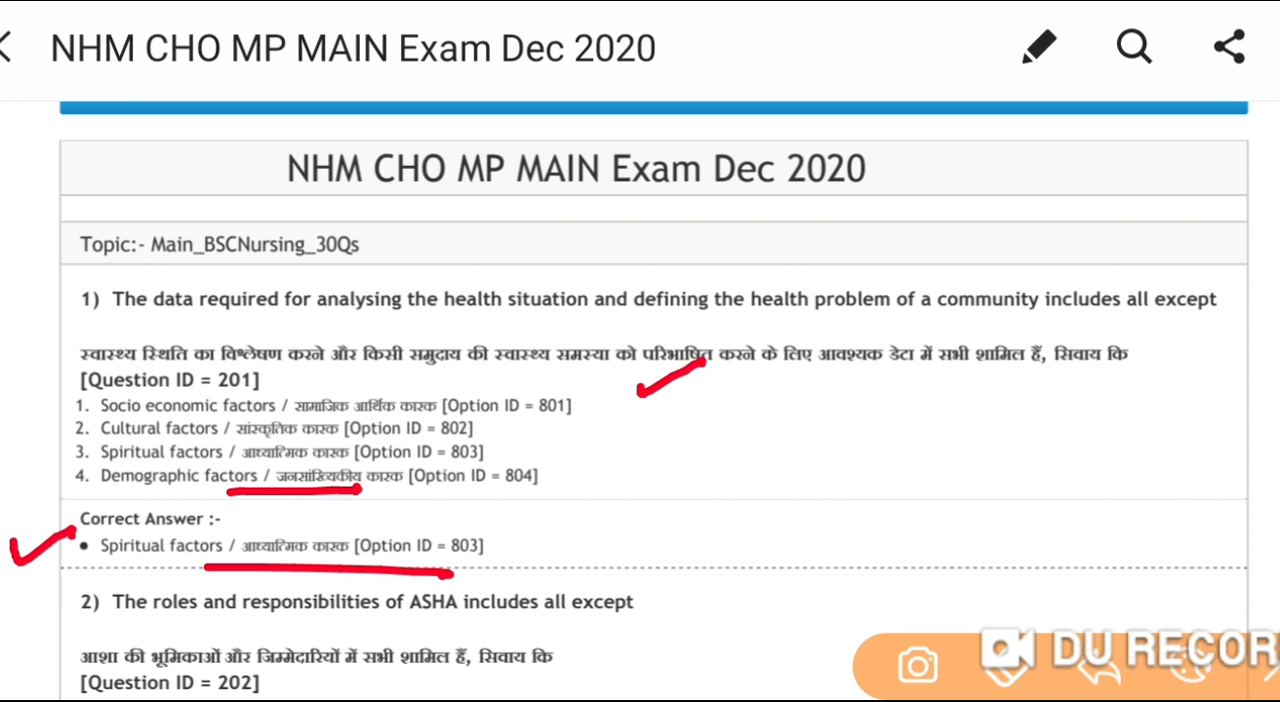 NHM CHO MP MAIN Exam Dec 2020
NHM CHO MP MAIN Exam Dec 2020
Topic:- Main_BSCNursing_30Qs
1) The data required for analysing the health situation and defining the health problem of a community includes all except
स्वास्थ्य स्थिति का विश्लेषण करने और किसी समुदाय की स्वास्थ्य समस्या को परिभाषित करने के लिए आवश्यक डेटा में सभी शामिल हैं, सिवाय कि
[Question ID = 201]
1. Socio economic factors / सामाजिक आर्थिक कारक [Option ID = 801]
2. Cultural factors / सांस्कृतिक कारक [Option ID = 802]
3. Spiritual factors / आध्यात्मिक कारक [Option ID = 803]
4. Demographic factors / जनसांख्यिकीय कारक [Option ID = 804]
Correct Answer :-
• Spiritual factors / आध्यात्मिक कारक [Option ID = 803]
2) The roles and responsibilities of ASHA includes all except
आशा की भूमिकाओं और जिम्मेदारियों में सभी शामिल हैं, सिवाय कि
[Question ID = 202]
DU RECOR